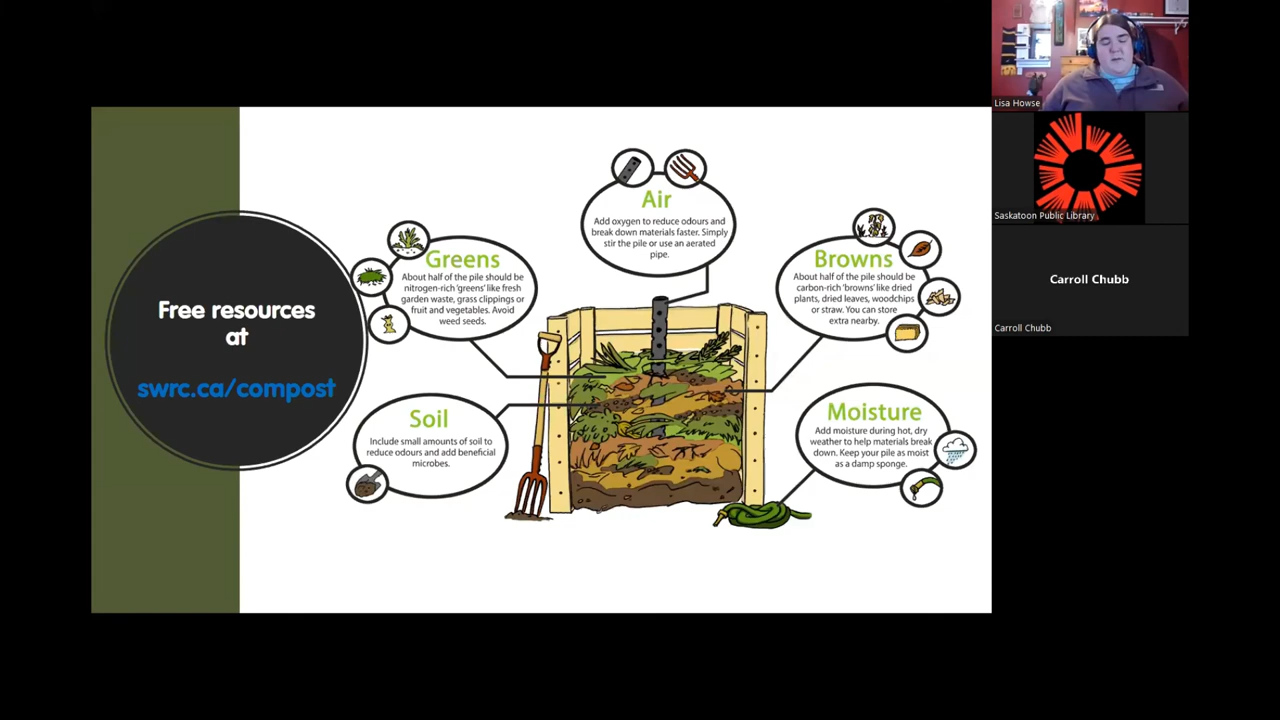 Free resources
at
swrc.ca/compost
Air
Add oxygen to reduce odours and
break down materials faster. Simply
stir the pile or use an aerated
pipe.
Greens
About half of the pile should be
nitrogen-rich 'greens' like fresh
garden waste, grass clippings or
fruit and vegetables. Avoid
weed seeds.
Browns
About half of the pile should be
carbon-rich 'browns' like dried
plants, dried leaves, woodchips
or straw. You can store
extra nearby.
Soil
Include small amounts of soil to
reduce odours and add beneficial
microbes.
Moisture
Add moisture during hot, dry
weather to help materials break
down. Keep your pile as moist
as a damp sponge.
Lisa Howse
Saskatoon Public Library
Carroll Chubb
Carroll Chubb